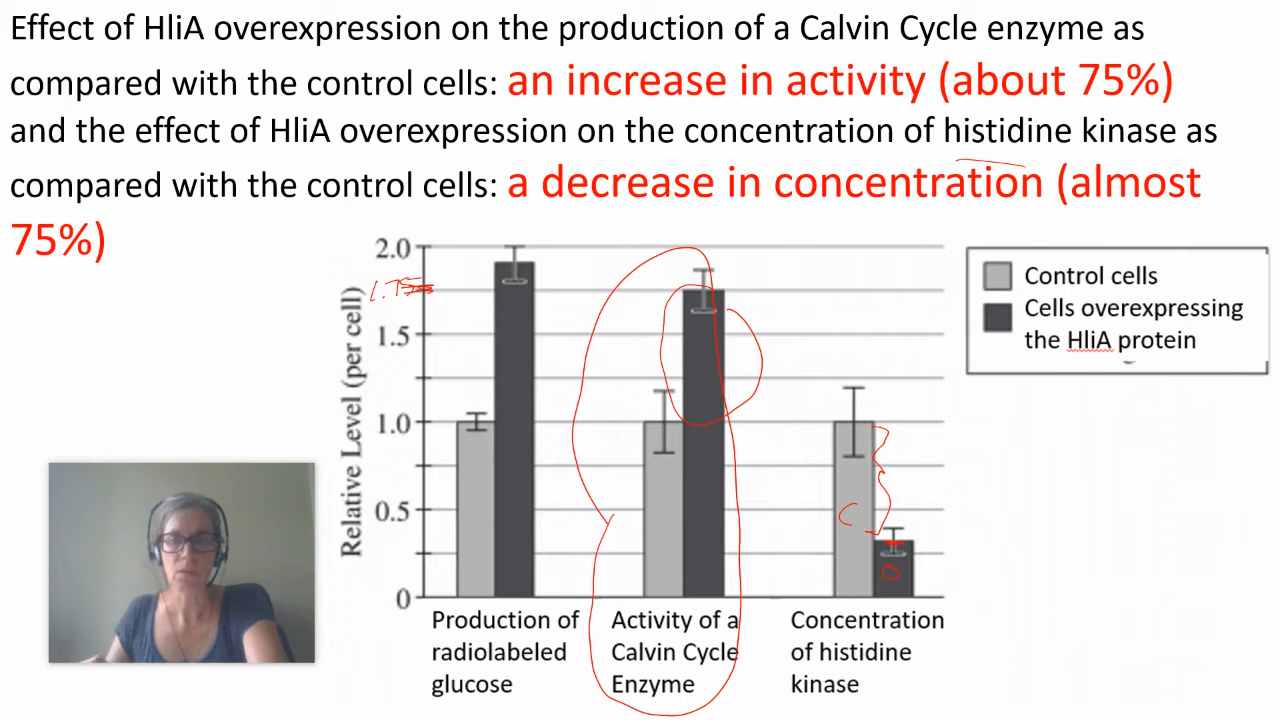 Effect of HliA overexpression on the production of a Calvin Cycle enzyme as
compared with the control cells: an increase in activity (about 75%)
and the effect of HliA overexpression on the concentration of histidine kinase as
compared with the control cells: a decrease in concentration (almost
75%)
Relative Level (per cell)
2.0
1.75
1.5
1.0
0.5
0
C
O
Production of
radiolabeled
glucose
Activity of a
Calvin Cycle
Enzyme
Concentration
of histidine
kinase
Control cells
Cells overexpressing
the HliA protein